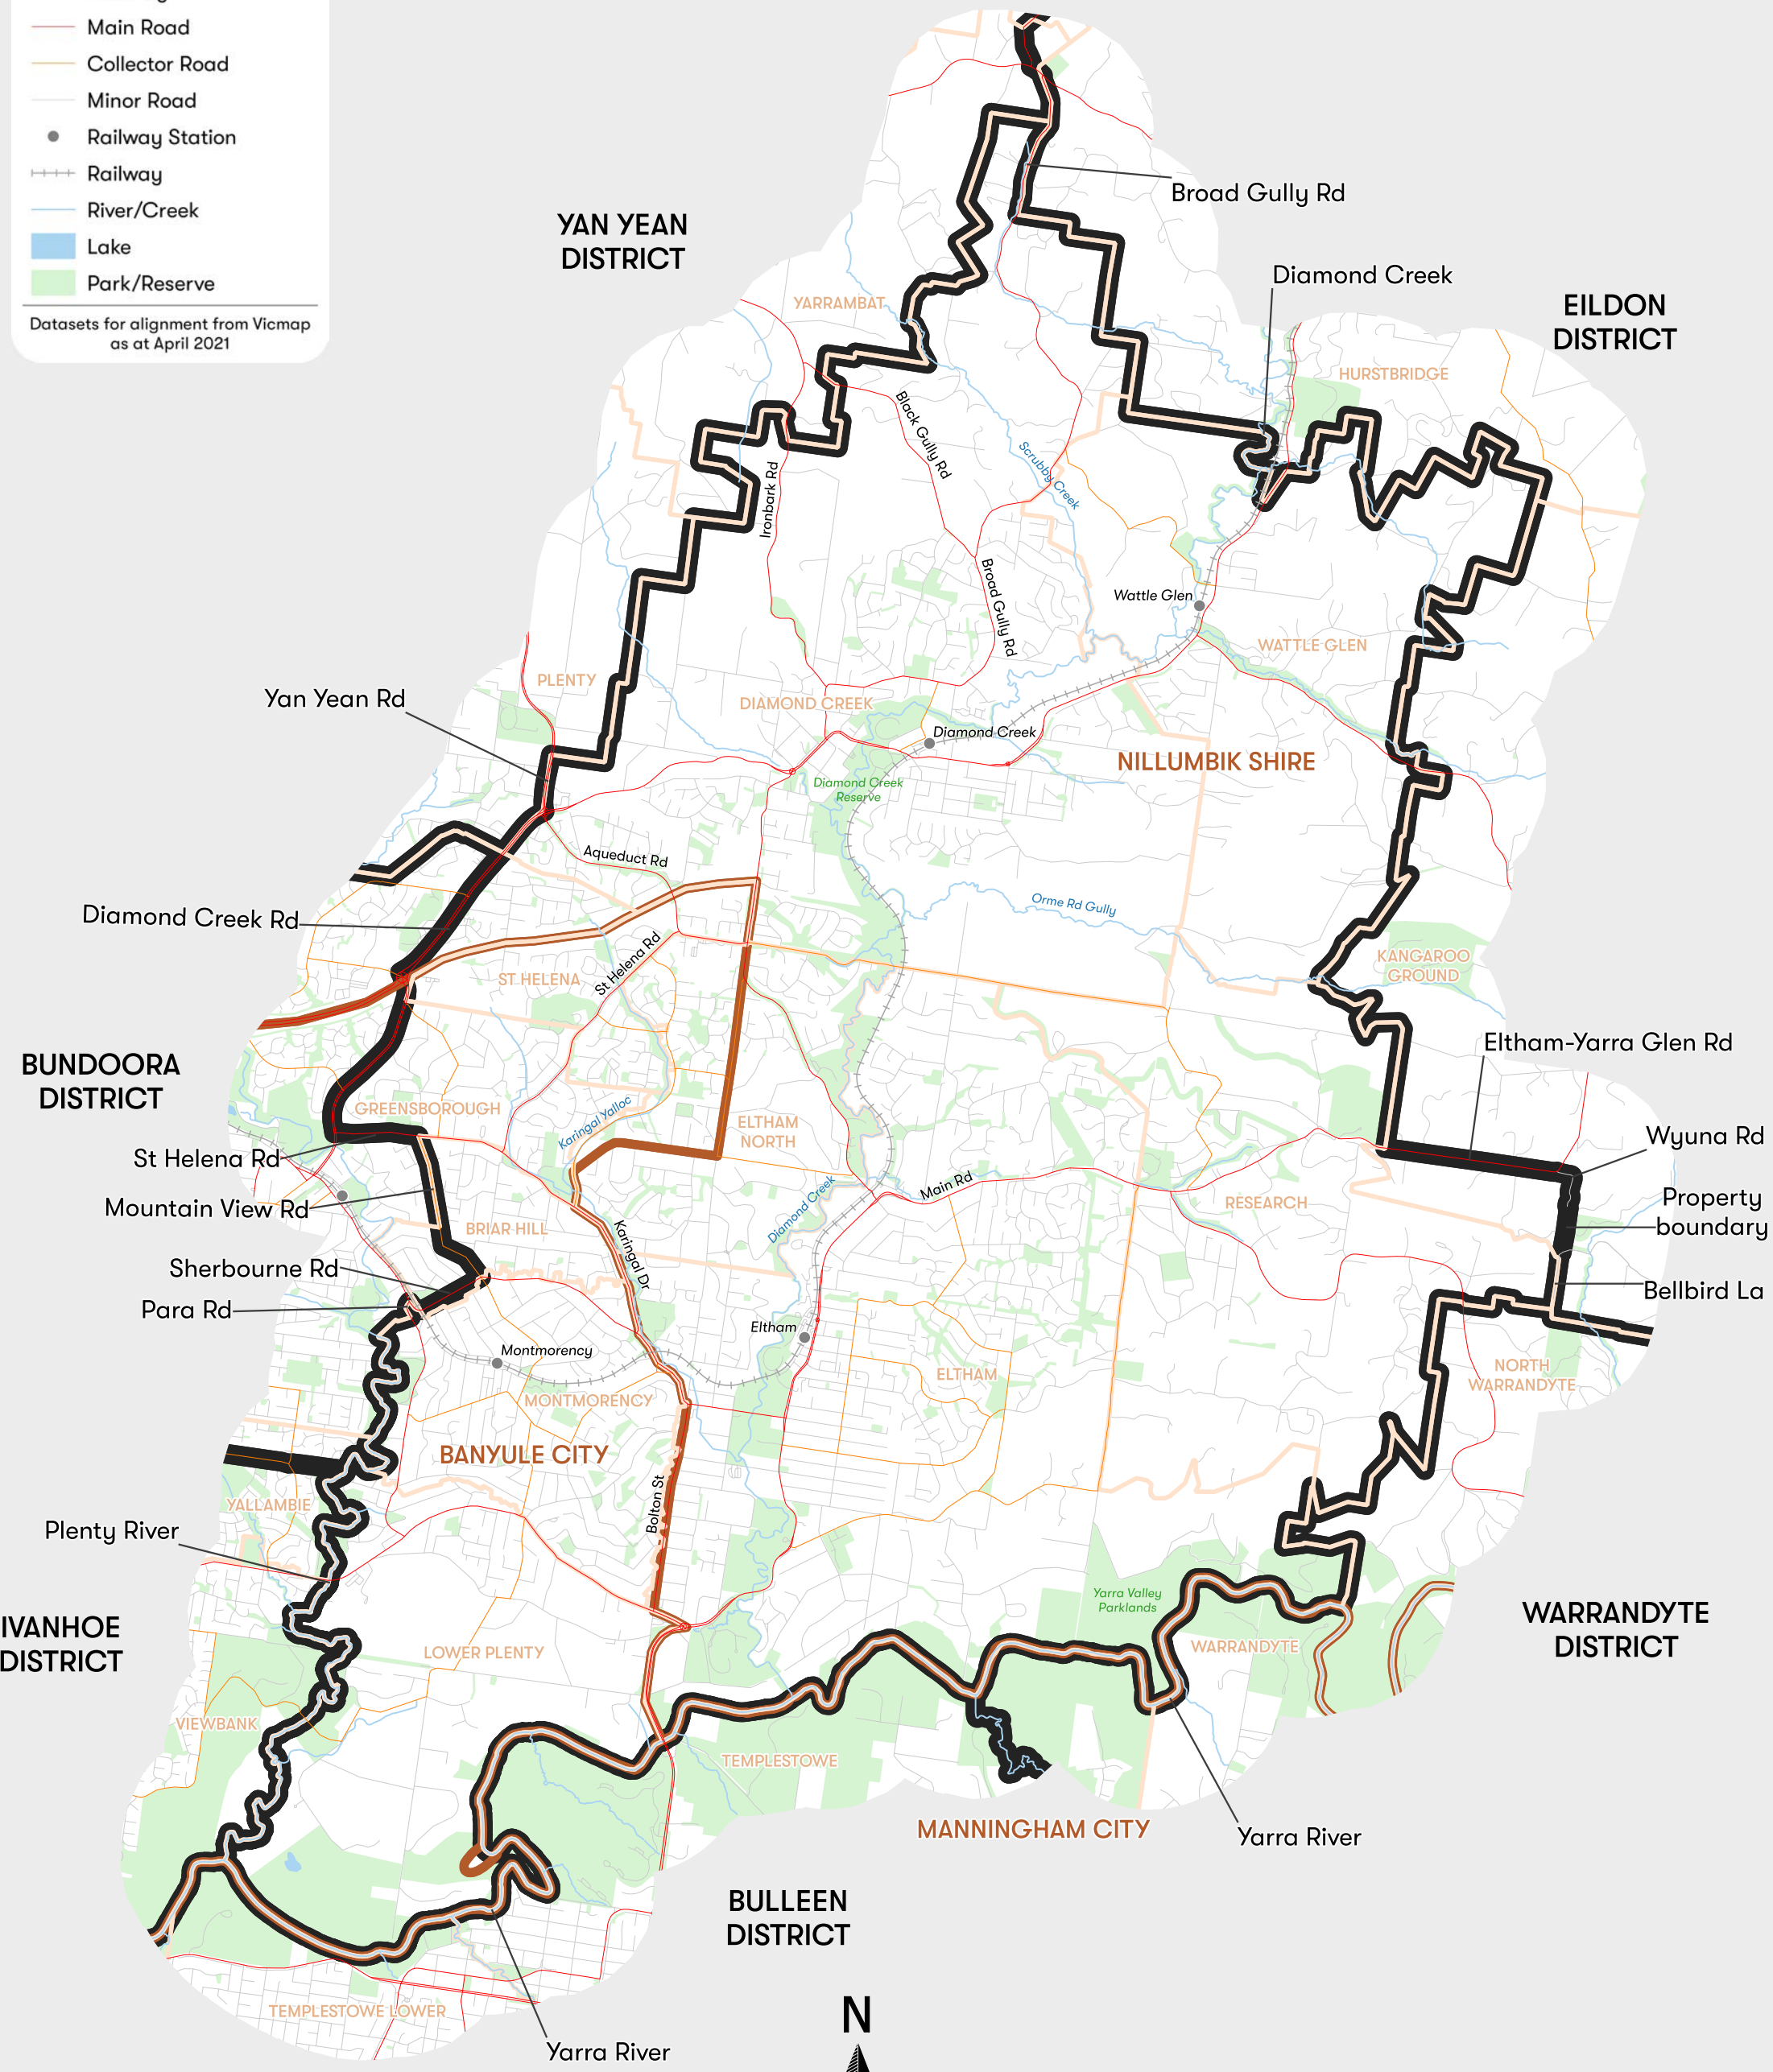 Main Road
Collector Road
Minor Road
Railway Station
Railway
River/Creek
Lake
Park/Reserve
Datasets for alignment from Vicmap
as at April 2021
Broad Gully Rd
YAN YEAN
DISTRICT
Diamond Creek
EILDON
DISTRICT
YARRAMBAT
HURSTBRIDGE
Black Gully Rd
Scrubby Creek
Ironbark Rd
Broad Gully Rd
Wattle Glen
WATTLE GLEN
PLENTY
Yan Yean Rd
DIAMOND CREEK
Diamond Creek
NILLUMBIK SHIRE
Diamond Creek
Reserve
Aqueduct Rd
Diamond Creek Rd
Orme Rd Gully
St Helena Rd
ST HELENA
KANGAROO
GROUND
Eltham-Yarra Glen Rd
BUNDOORA
DISTRICT
GREENSBOROUGH
Karingal Yalloc
ELTHAM
NORTH
Wyuna Rd
St Helena Rd
Main Rd
Property
boundary
Mountain View Rd
Diamond Creek
RESEARCH
BRIAR HILL
Karingal Dr
Sherbourne Rd
Bellbird La
Para Rd
Eltham
Montmorency
NORTH
WARRANDYTE
ELTHAM
MONTMORENCY
BANYULE CITY
Bolton St
YALLAMBIE
Plenty River
Yarra Valley
Parklands
IVANHOE
DISTRICT
WARRANDYTE
DISTRICT
LOWER PLENTY
WARRANDYTE
VIEWBANK
TEMPLESTOWE
MANNINGHAM CITY
Yarra River
BULLEEN
DISTRICT
TEMPLESTOWE LOWER
N
Yarra River